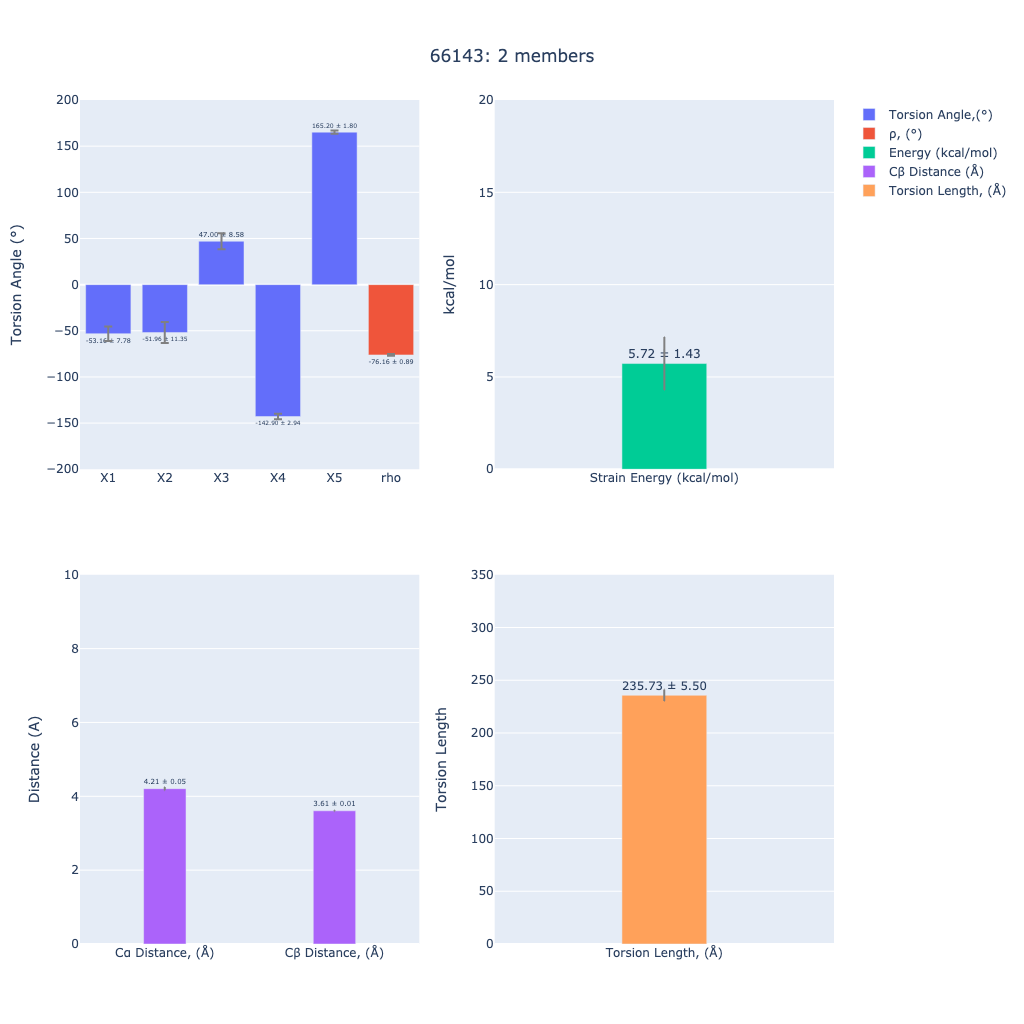 66143: 2 members
Torsion Angle (°)
200
150
100
50
0
−50
−100
−150
−200
-53.16 ± 7.78
-51.96 ± 11.35
47.00 ± 8.58
-142.90 ± 2.94
165.20 ± 1.80
-76.16 ± 0.89
X1 X2 X3 X4 X5 rho
kcal/mol
20
15
10
5
0
5.72 ± 1.43
Strain Energy (kcal/mol)
Torsion Angle,(°)
ρ, (°)
Energy (kcal/mol)
Cβ Distance (Å)
Torsion Length, (Å)
Distance (A)
10
8
6
4
2
0
4.21 ± 0.05
3.61 ± 0.01
Cα Distance, (Å) Cβ Distance, (Å)
Torsion Length
350
300
250
200
150
100
50
0
235.73 ± 5.50
Torsion Length, (Å)